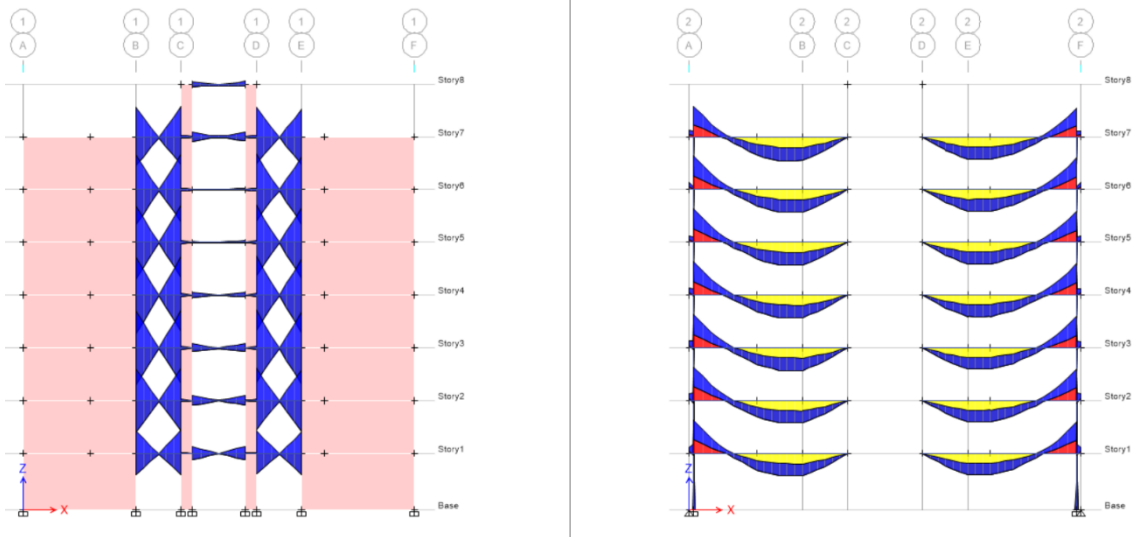 1 1 1 1 1 1
A B C D E F
Story8
Story7
Story6
Story5
Story4
Story3
Story2
Story1
Z
Base
X
2 2 2 2 2 2
A B C D E F
Story8
Story7
Story6
Story5
Story4
Story3
Story2
Story1
Z
Base
X